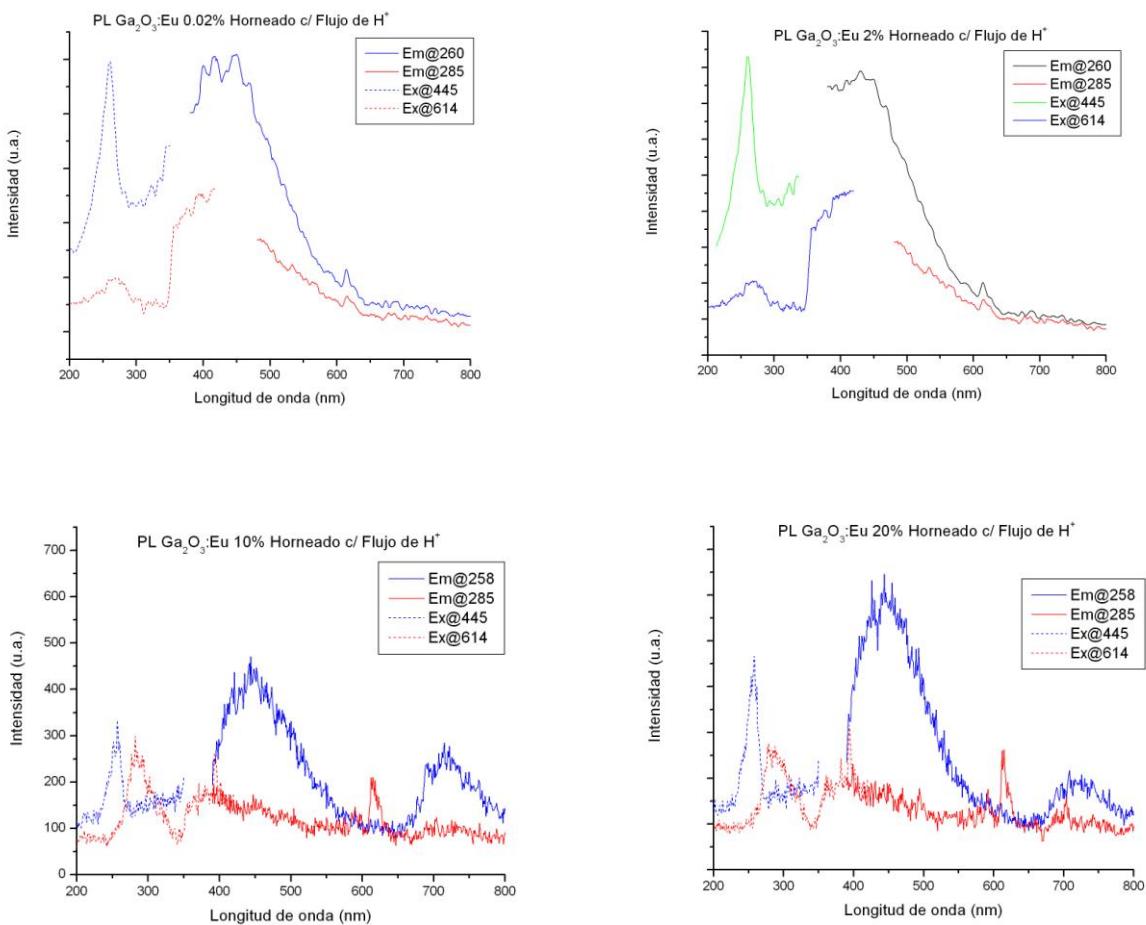 PL Ga₂O₃:Eu 0.02% Horneado c/ Flujo de H⁺
Em@260
Em@285
Ex@445
Ex@614
Intensidad (u.a.)
200 300 400 500 600 700 800
Longitud de onda (nm)
PL Ga₂O₃:Eu 2% Horneado c/ Flujo de H⁺
Em@260
Em@285
Ex@445
Ex@614
Intensidad (u.a.)
200 300 400 500 600 700 800
Longitud de onda (nm)
PL Ga₂O₃:Eu 10% Horneado c/ Flujo de H⁺
Em@258
Em@285
Ex@445
Ex@614
Intensidad (u.a.)
700
600
500
400
300
200
100
0
200 300 400 500 600 700 800
Longitud de onda (nm)
PL Ga₂O₃:Eu 20% Horneado c/ Flujo de H⁺
Em@258
Em@285
Ex@445
Ex@614
Intensidad (u.a.)
200 300 400 500 600 700 800
Longitud de onda (nm)